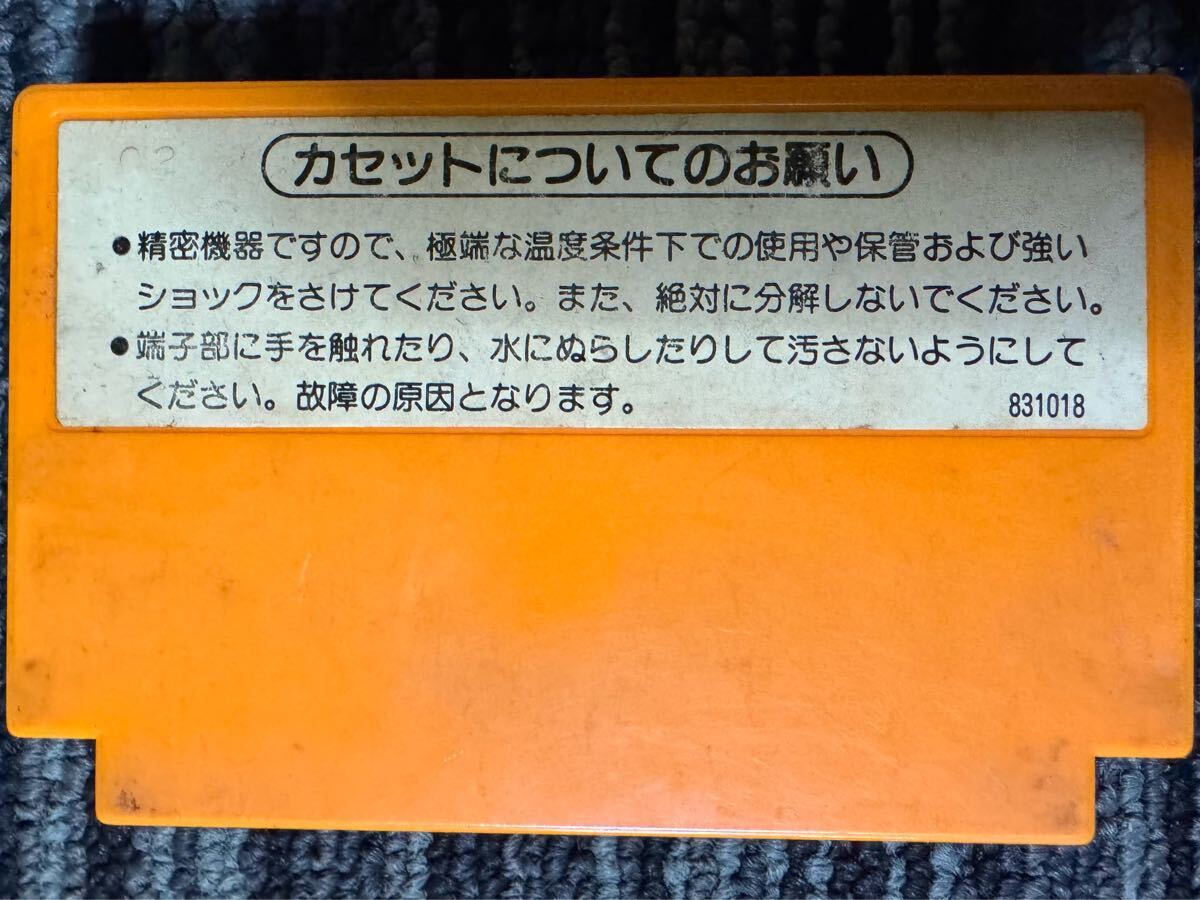 カセットについてのお願い
●精密機器ですので、極端な温度条件下での使用や保管および強い
ショックをさけてください。また、絶対に分解しないでください。
●端子部に手を触れたり、水にぬらしたりして汚さないようにして
ください。故障の原因となります。
831018